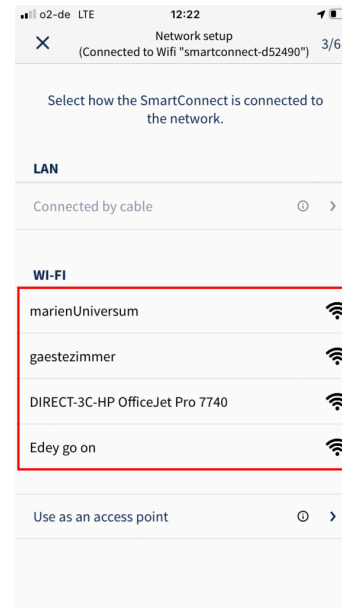 o2-de LTE 12:22
Network setup
(Connected to Wifi "smartconnect-d52490") 3/6
Select how the SmartConnect is connected to
the network.
LAN
Connected by cable
WI-FI
marienUniversum
gaestezimmer
DIRECT-3C-HP OfficeJet Pro 7740
Edey go on
Use as an access point